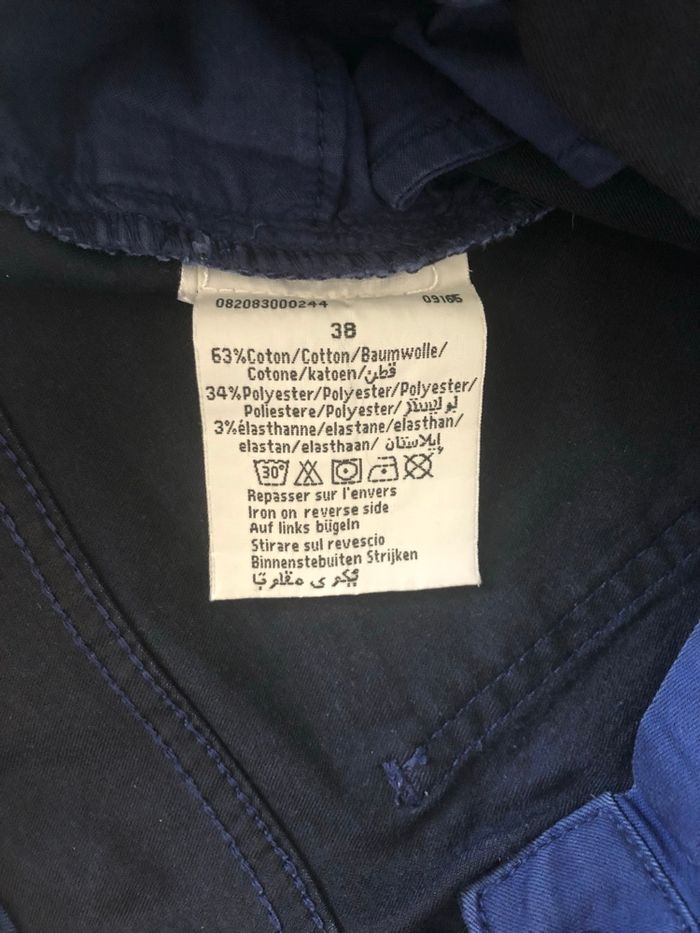 082083000244 09165
38
63%Coton/Cotton/Baumwolle/
Cotone/katoen/قطن
34%Polyester/Polyester/Polyester/
Poliestere/Polyester/
3%élasthanne/elastane/elasthan/
elastan/elasthaan/ إيلاستان
30°
Repasser sur l'envers
Iron on reverse side
Auf links bügeln
Stirare sul revescio
Binnenstebuiten Strijken